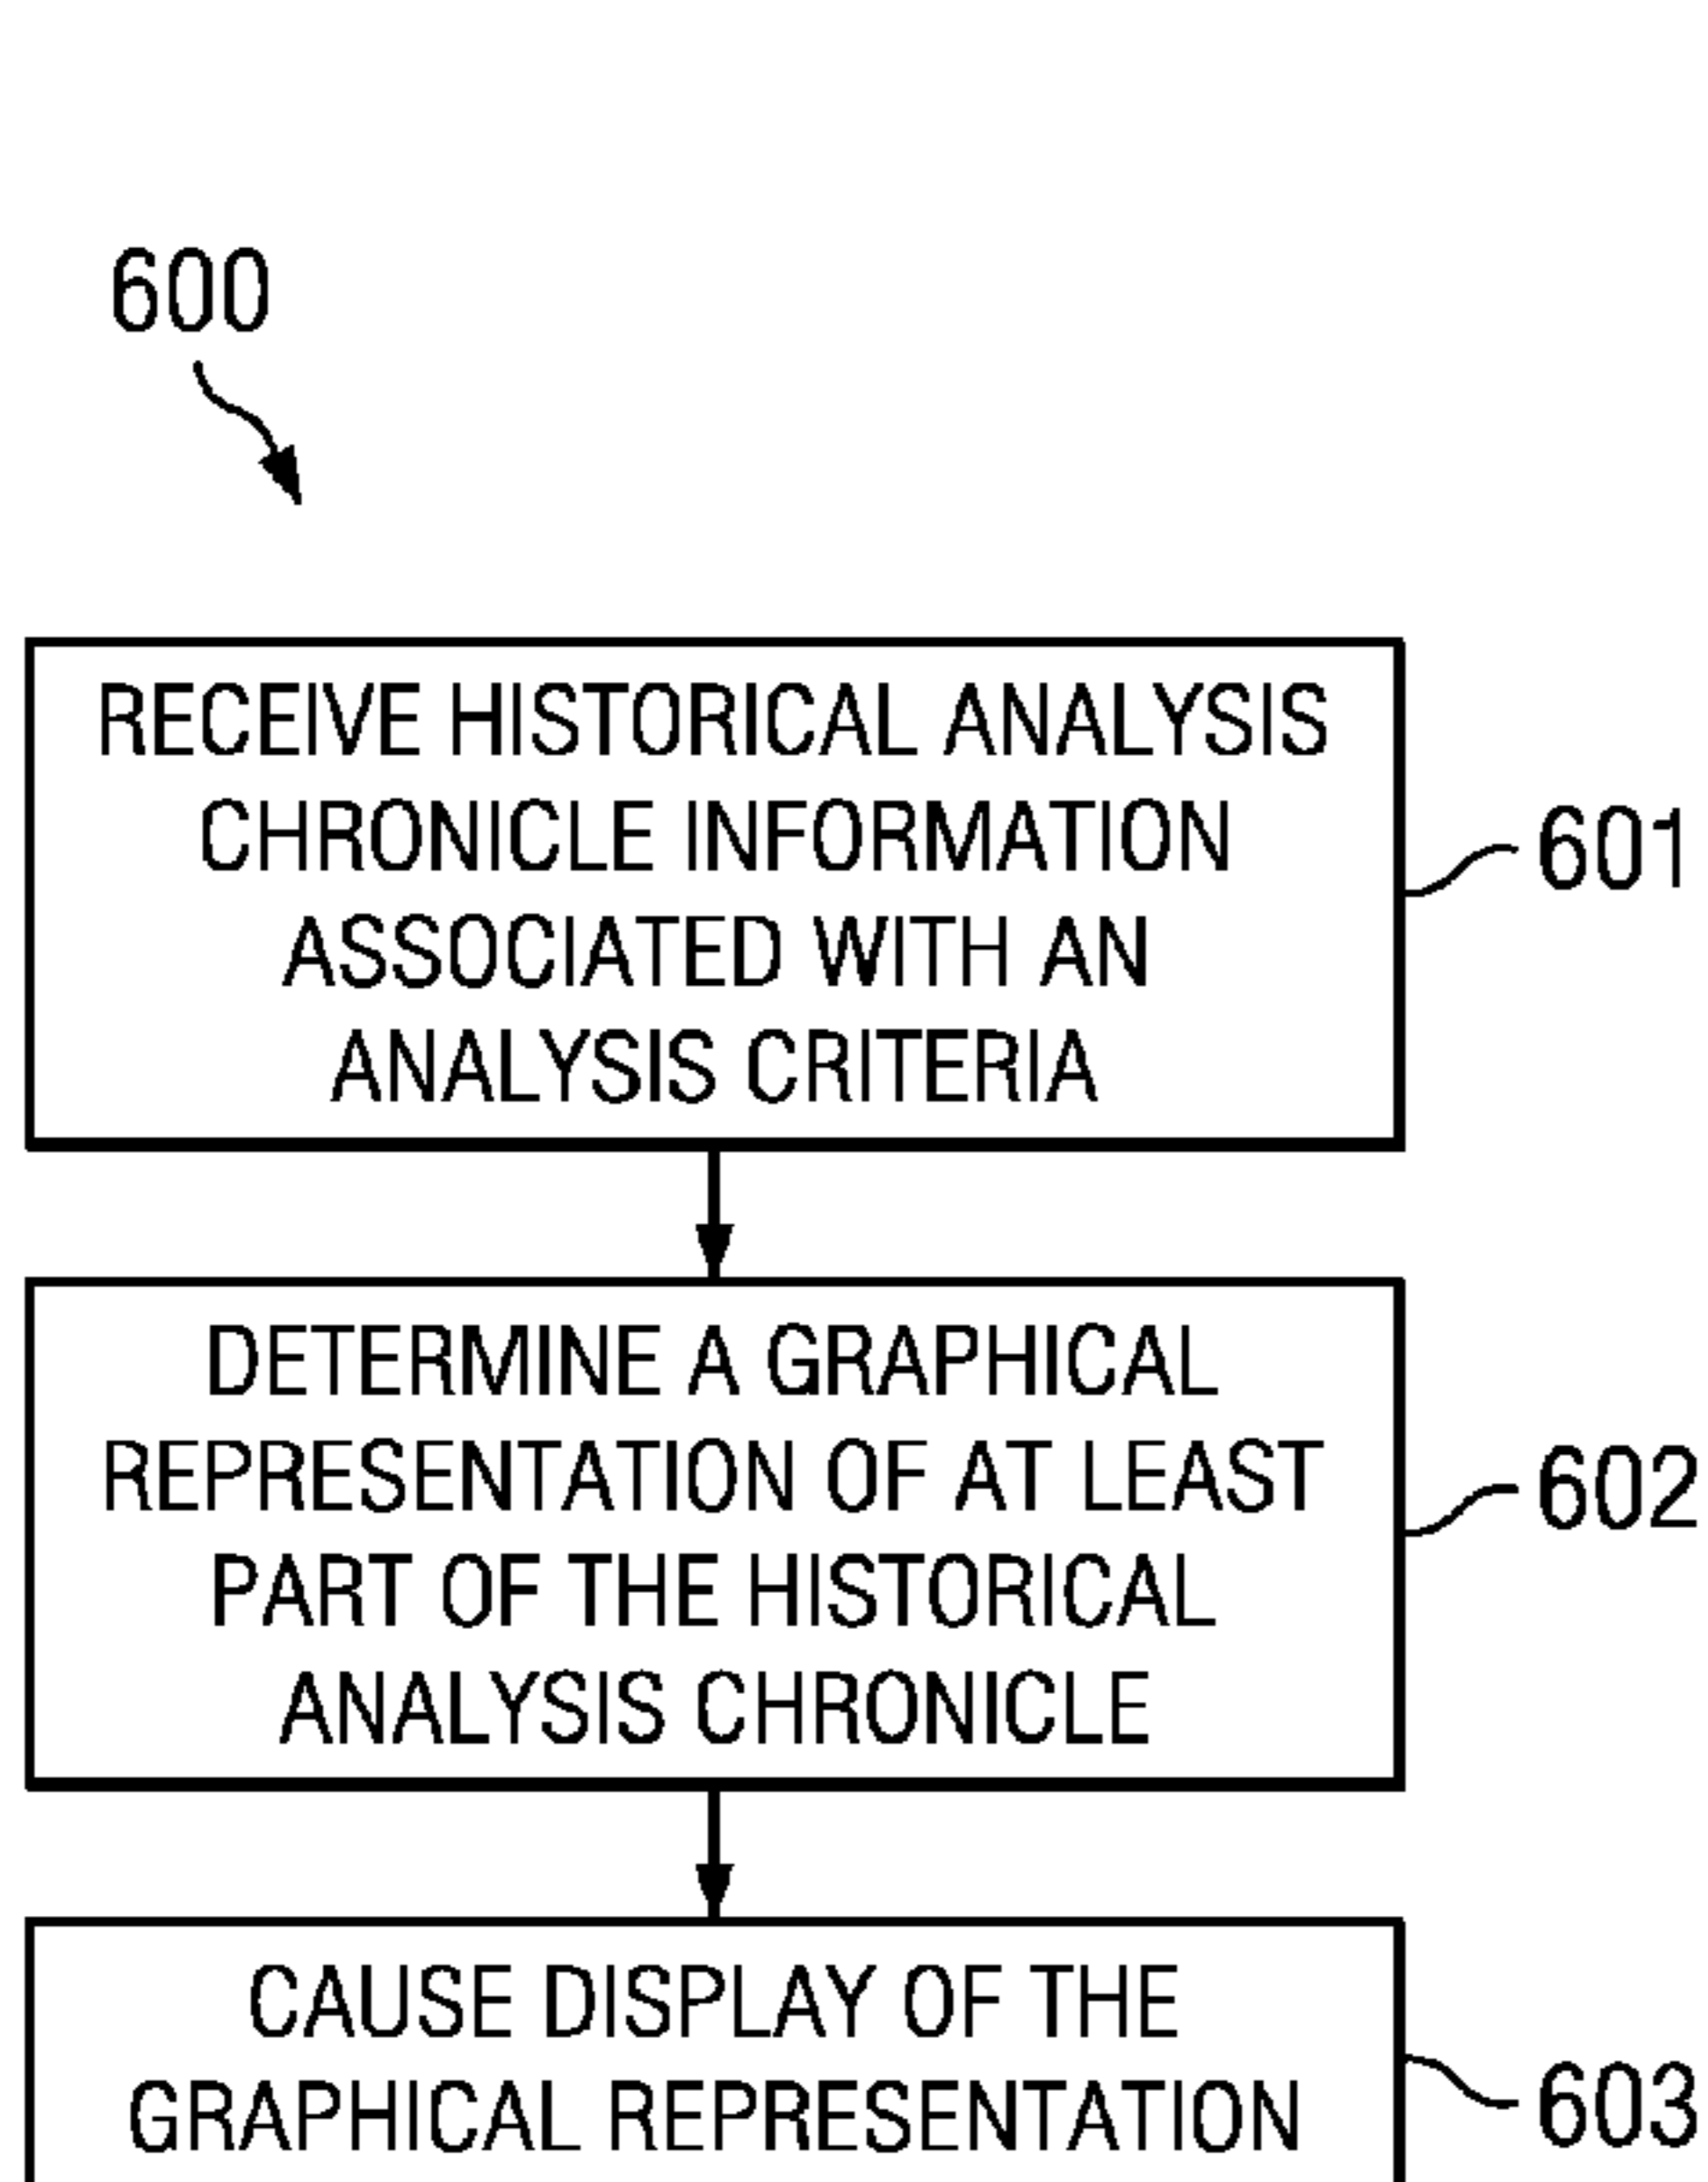 600
RECEIVE HISTORICAL ANALYSIS
CHRONICLE INFORMATION
ASSOCIATED WITH AN
ANALYSIS CRITERIA
601
DETERMINE A GRAPHICAL
REPRESENTATION OF AT LEAST
PART OF THE HISTORICAL
ANALYSIS CHRONICLE
602
CAUSE DISPLAY OF THE
GRAPHICAL REPRESENTATION
603